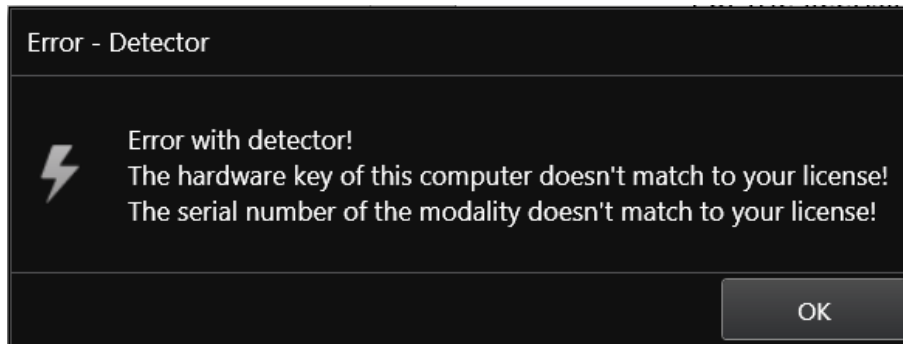 Error - Detector
Error with detector!
The hardware key of this computer doesn't match to your license!
The serial number of the modality doesn't match to your license!
OK